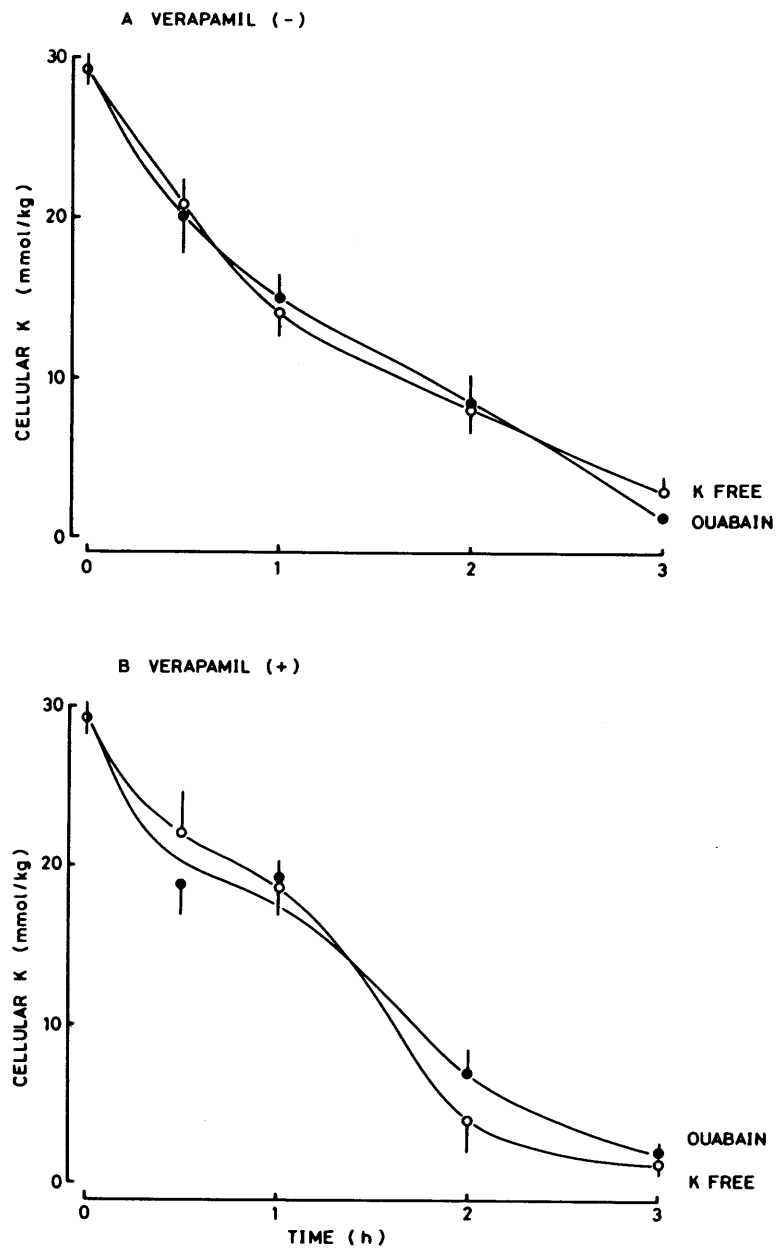 A VERAPAMIL (-)
30
20
10
0
CELLULAR K (mmol/kg)
K FREE
OUABAIN
0 1 2 3
B VERAPAMIL (+)
30
20
10
0
CELLULAR K (mmol/kg)
OUABAIN
K FREE
0 1 2 3
TIME (h)